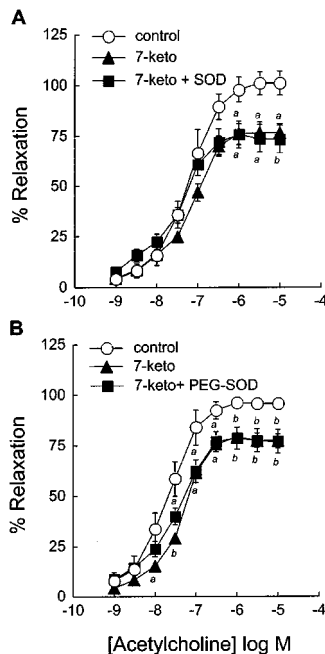 A
control
7-keto
7-keto + SOD
% Relaxation
125
100
75
50
25
0
a a a
a a b
-10 -9 -8 -7 -6 -5 -4
B
control
7-keto
7-keto+ PEG-SOD
% Relaxation
125
100
75
50
25
0
a a a b b b
a b a a b b b
-10 -9 -8 -7 -6 -5 -4
[Acetylcholine] log M